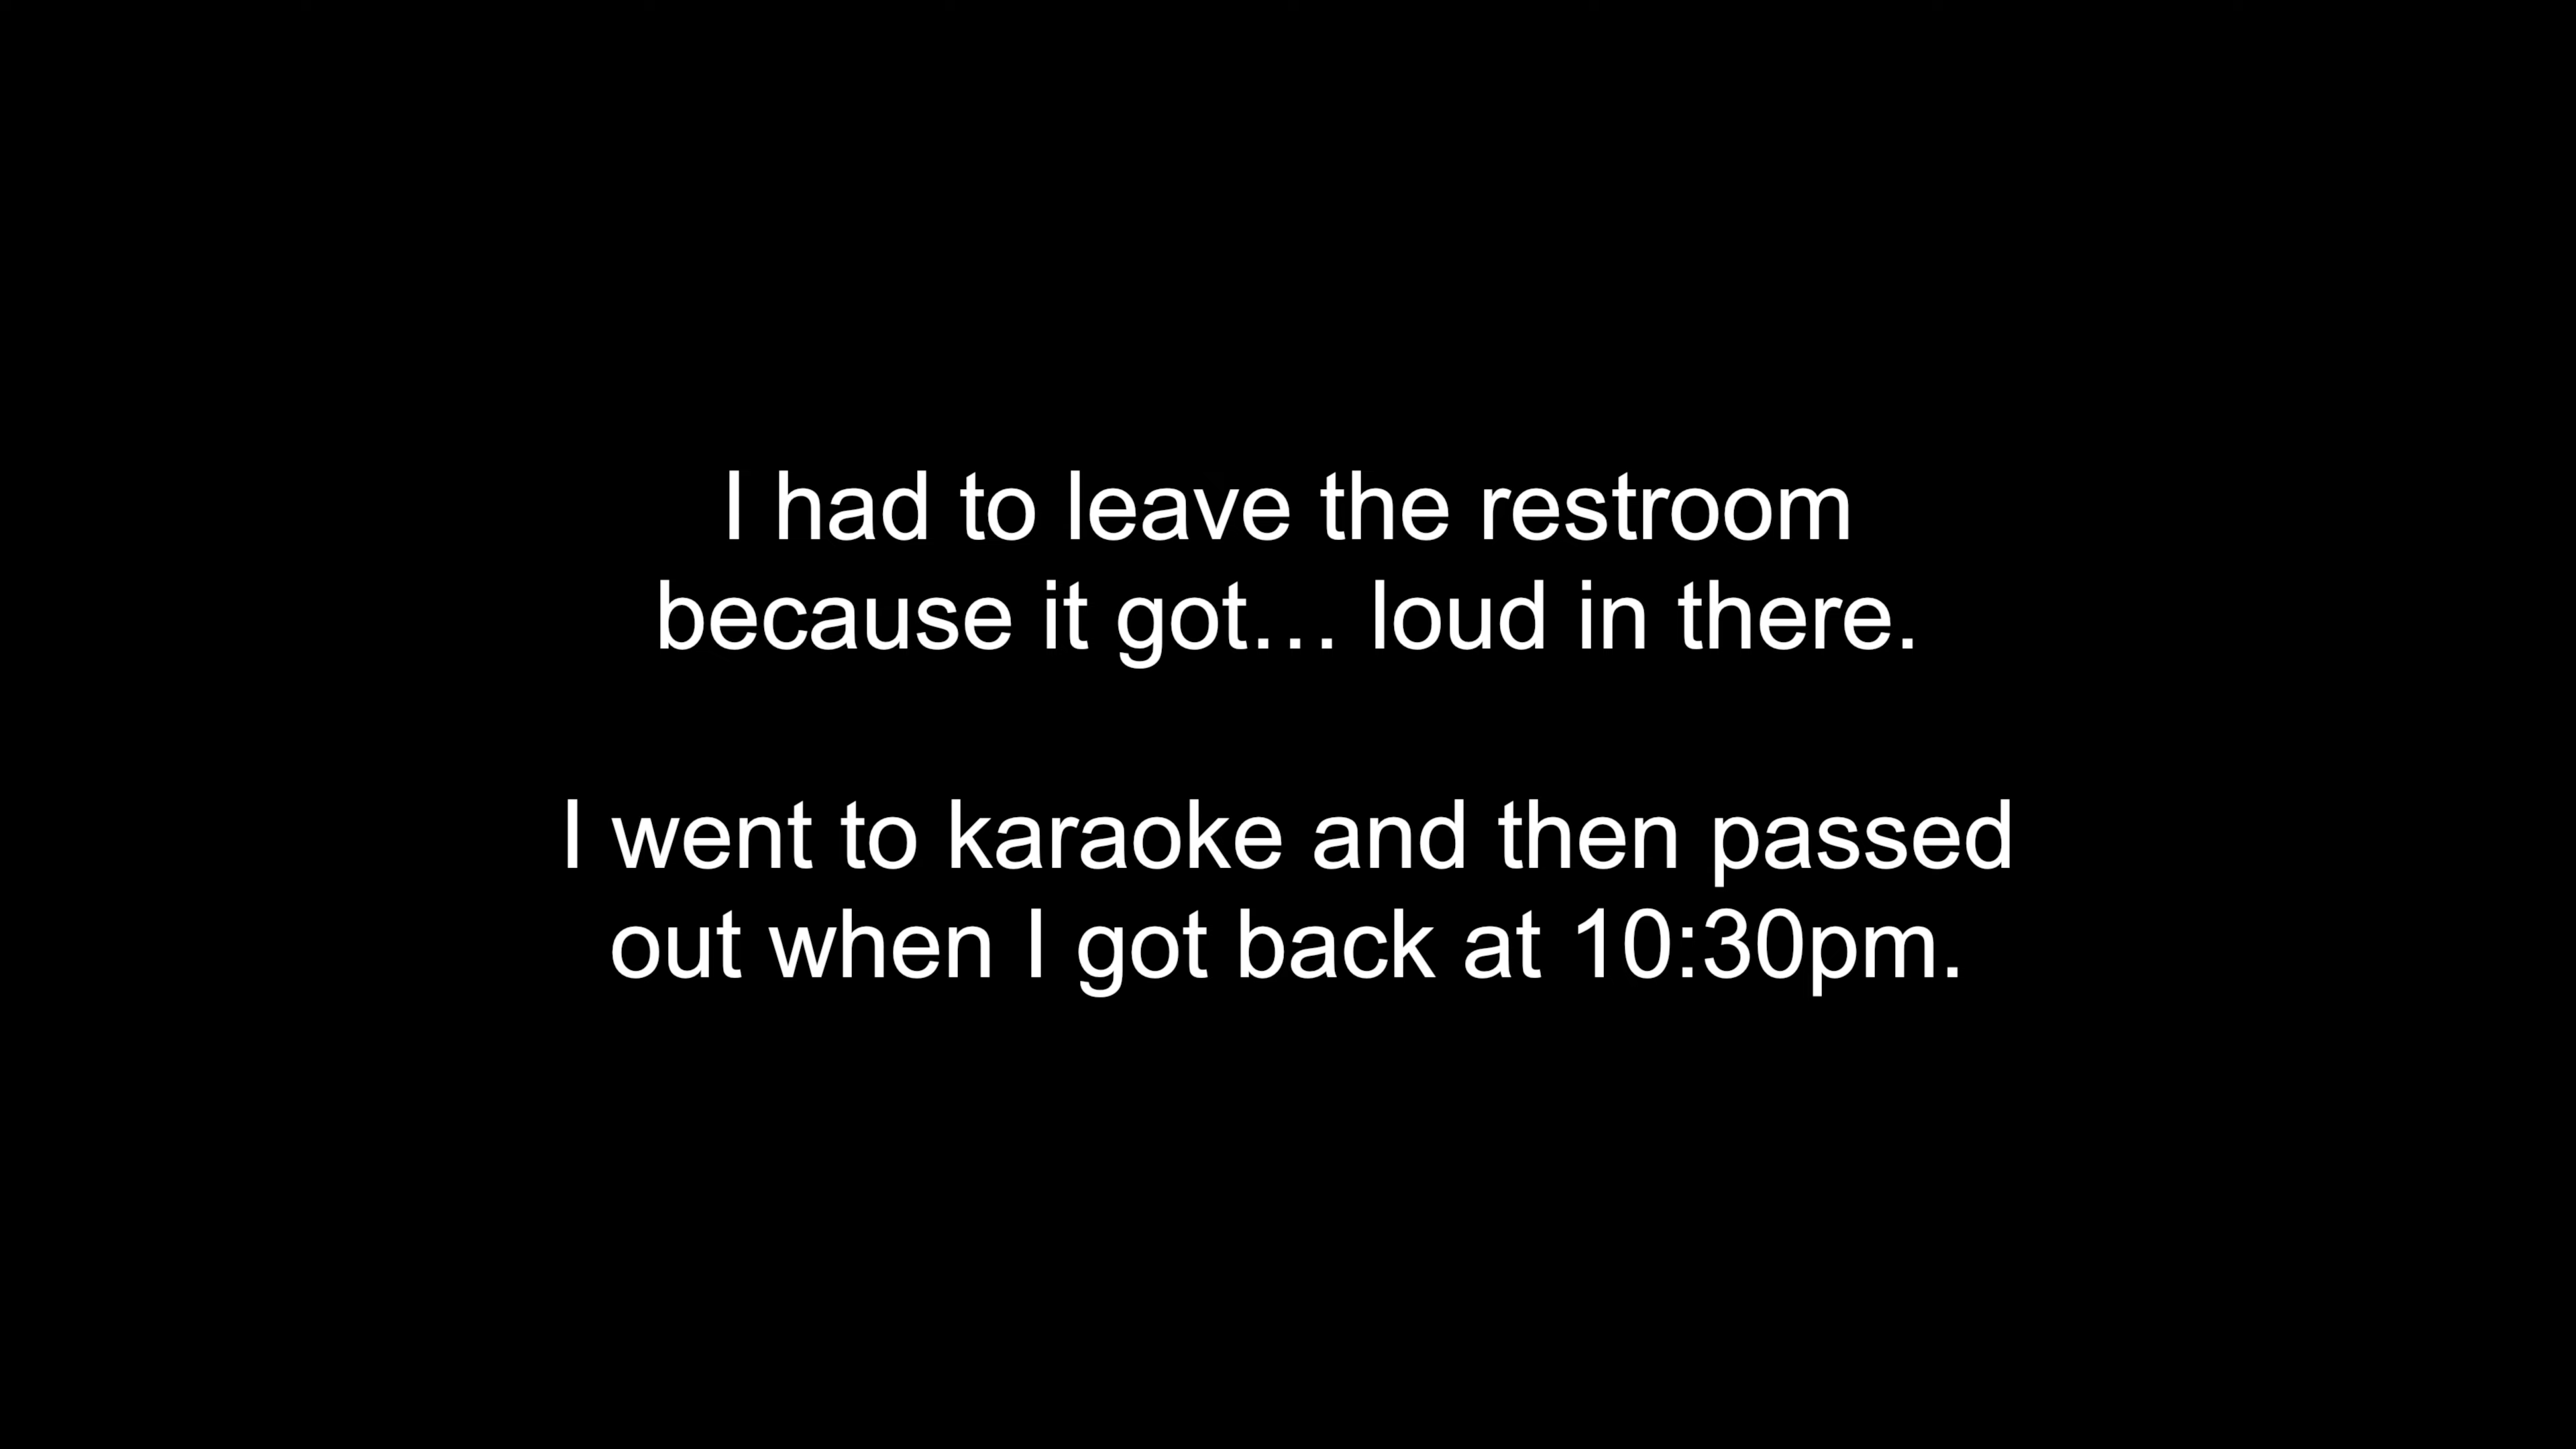 I had to leave the restroom
because it got… loud in there.
I went to karaoke and then passed
out when I got back at 10:30pm.